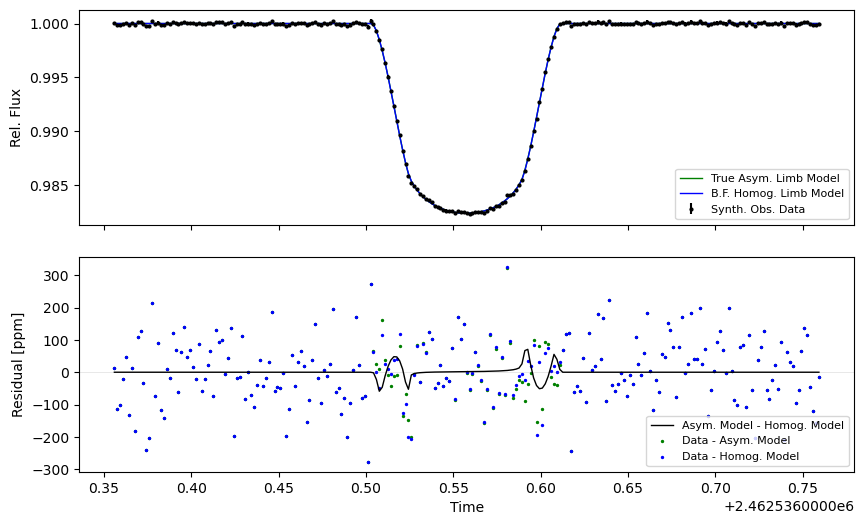 1.000
0.995
0.990
0.985
Rel. Flux
True Asym. Limb Model
B.F. Homog. Limb Model
Synth. Obs. Data
300
200
100
0
−100
−200
−300
Residual [ppm]
Asym. Model - Homog. Model
Data - Asym. Model
Data - Homog. Model
0.35 0.40 0.45 0.50 0.55 0.60 0.65 0.70 0.75
Time
+2.4625360000e6